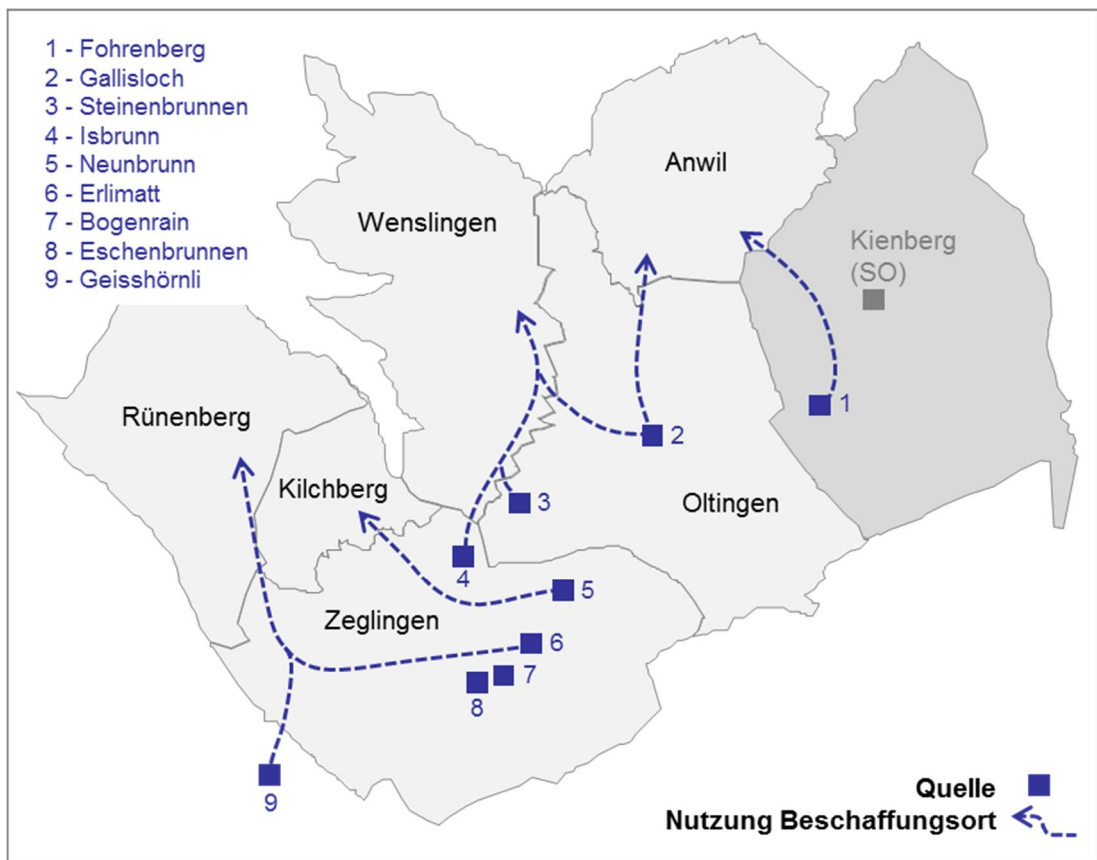 1 - Fohrenberg
2 - Gallisloch
3 - Steinenbrunnen
4 - Isbrunn
5 - Neunbrunn
6 - Erlimatt
7 - Bogenrain
8 - Eschenbrunnen
9 - Geisshörnli
Anwil
Wenslingen
Kienberg
(SO)
Rünenberg
1
2
Kilchberg
3
Oltingen
4
5
Zeglingen
6
7
8
9
Quelle
Nutzung Beschaffungsort